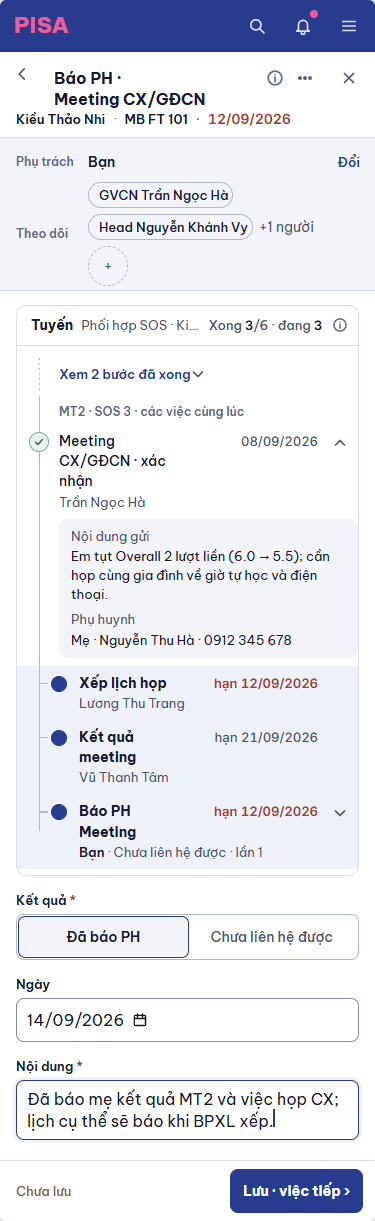 PISA
Báo PH ·
Meeting CX/GĐCN
Kiều Thảo Nhi · MB FT 101 · 12/09/2026
Phụ trách Bạn Đổi
GVCN Trần Ngọc Hà
Theo dõi Head Nguyễn Khánh Vy +1 người
+
Tuyến Phối hợp SOS · Ki... Xong 3/6 · đang 3
Xem 2 bước đã xong
MT2 · SOS 3 · các việc cùng lúc
Meeting 08/09/2026
CX/GĐCN · xác
nhận
Trần Ngọc Hà
Nội dung gửi
Em tụt Overall 2 lượt liền (6.0 → 5.5); cần
họp cùng gia đình về giờ tự học và điện
thoại.
Phụ huynh
Mẹ · Nguyễn Thu Hà · 0912 345 678
Xếp lịch họp hạn 12/09/2026
Lương Thu Trang
Kết quả hạn 21/09/2026
meeting
Vũ Thanh Tâm
Báo PH hạn 12/09/2026
Meeting
Bạn · Chưa liên hệ được · lần 1
Kết quả *
Đã báo PH Chưa liên hệ được
Ngày
14/09/2026
Nội dung *
Đã báo mẹ kết quả MT2 và việc họp CX;
lịch cụ thể sẽ báo khi BPXL xếp.
Chưa lưu Lưu · việc tiếp ›